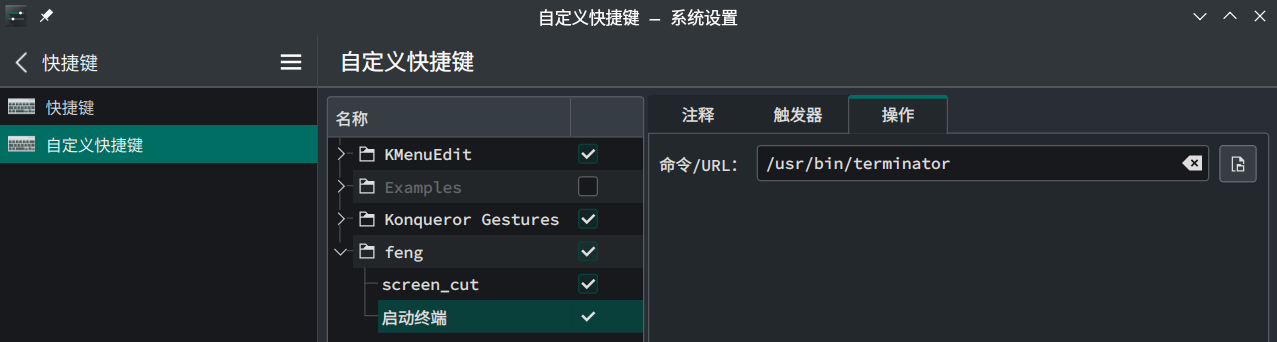 自定义快捷键 — 系统设置
快捷键
自定义快捷键
快捷键
自定义快捷键
名称
KMenuEdit
Examples
Konqueror Gestures
feng
screen_cut
启动终端
注释 触发器 操作
命令/URL: /usr/bin/terminator